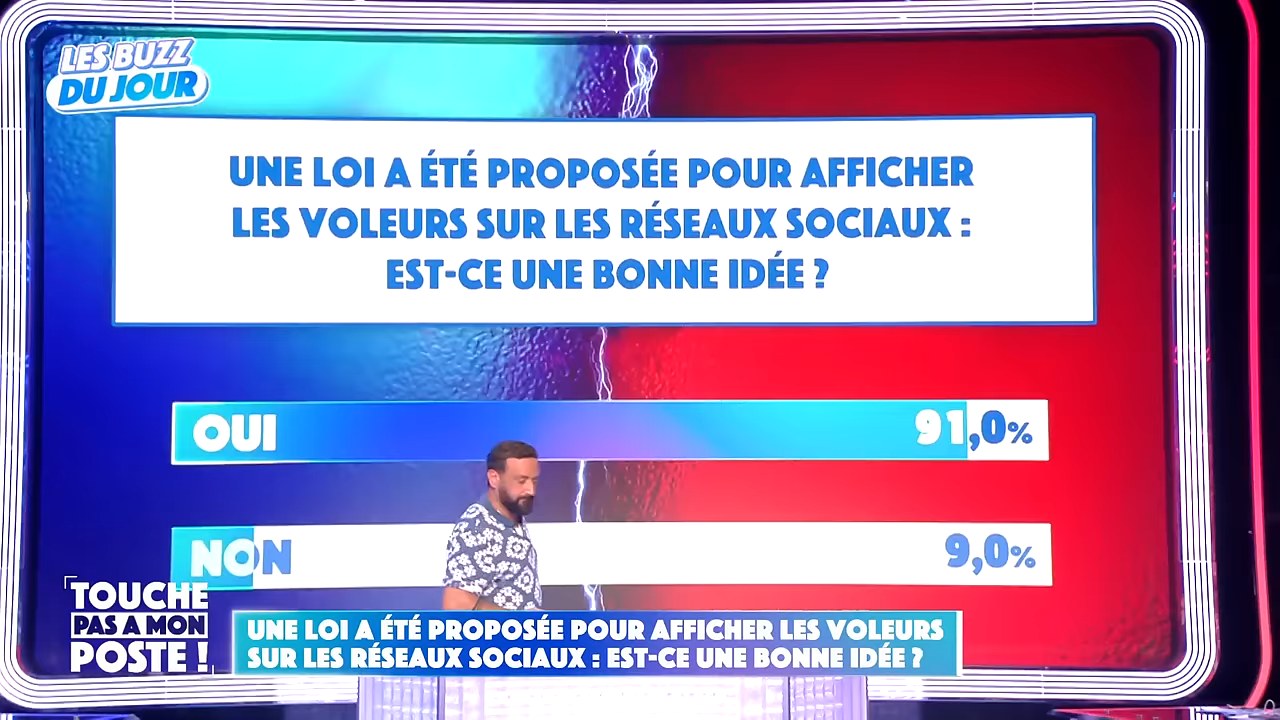 LES BUZZ
DU JOUR
UNE LOI A ÉTÉ PROPOSÉE POUR AFFICHER
LES VOLEURS SUR LES RÉSEAUX SOCIAUX :
EST-CE UNE BONNE IDÉE ?
OUI 91,0%
NON 9,0%
TOUCHE
PAS A MON
POSTE !
UNE LOI A ÉTÉ PROPOSÉE POUR AFFICHER LES VOLEURS
SUR LES RÉSEAUX SOCIAUX : EST-CE UNE BONNE IDÉE ?